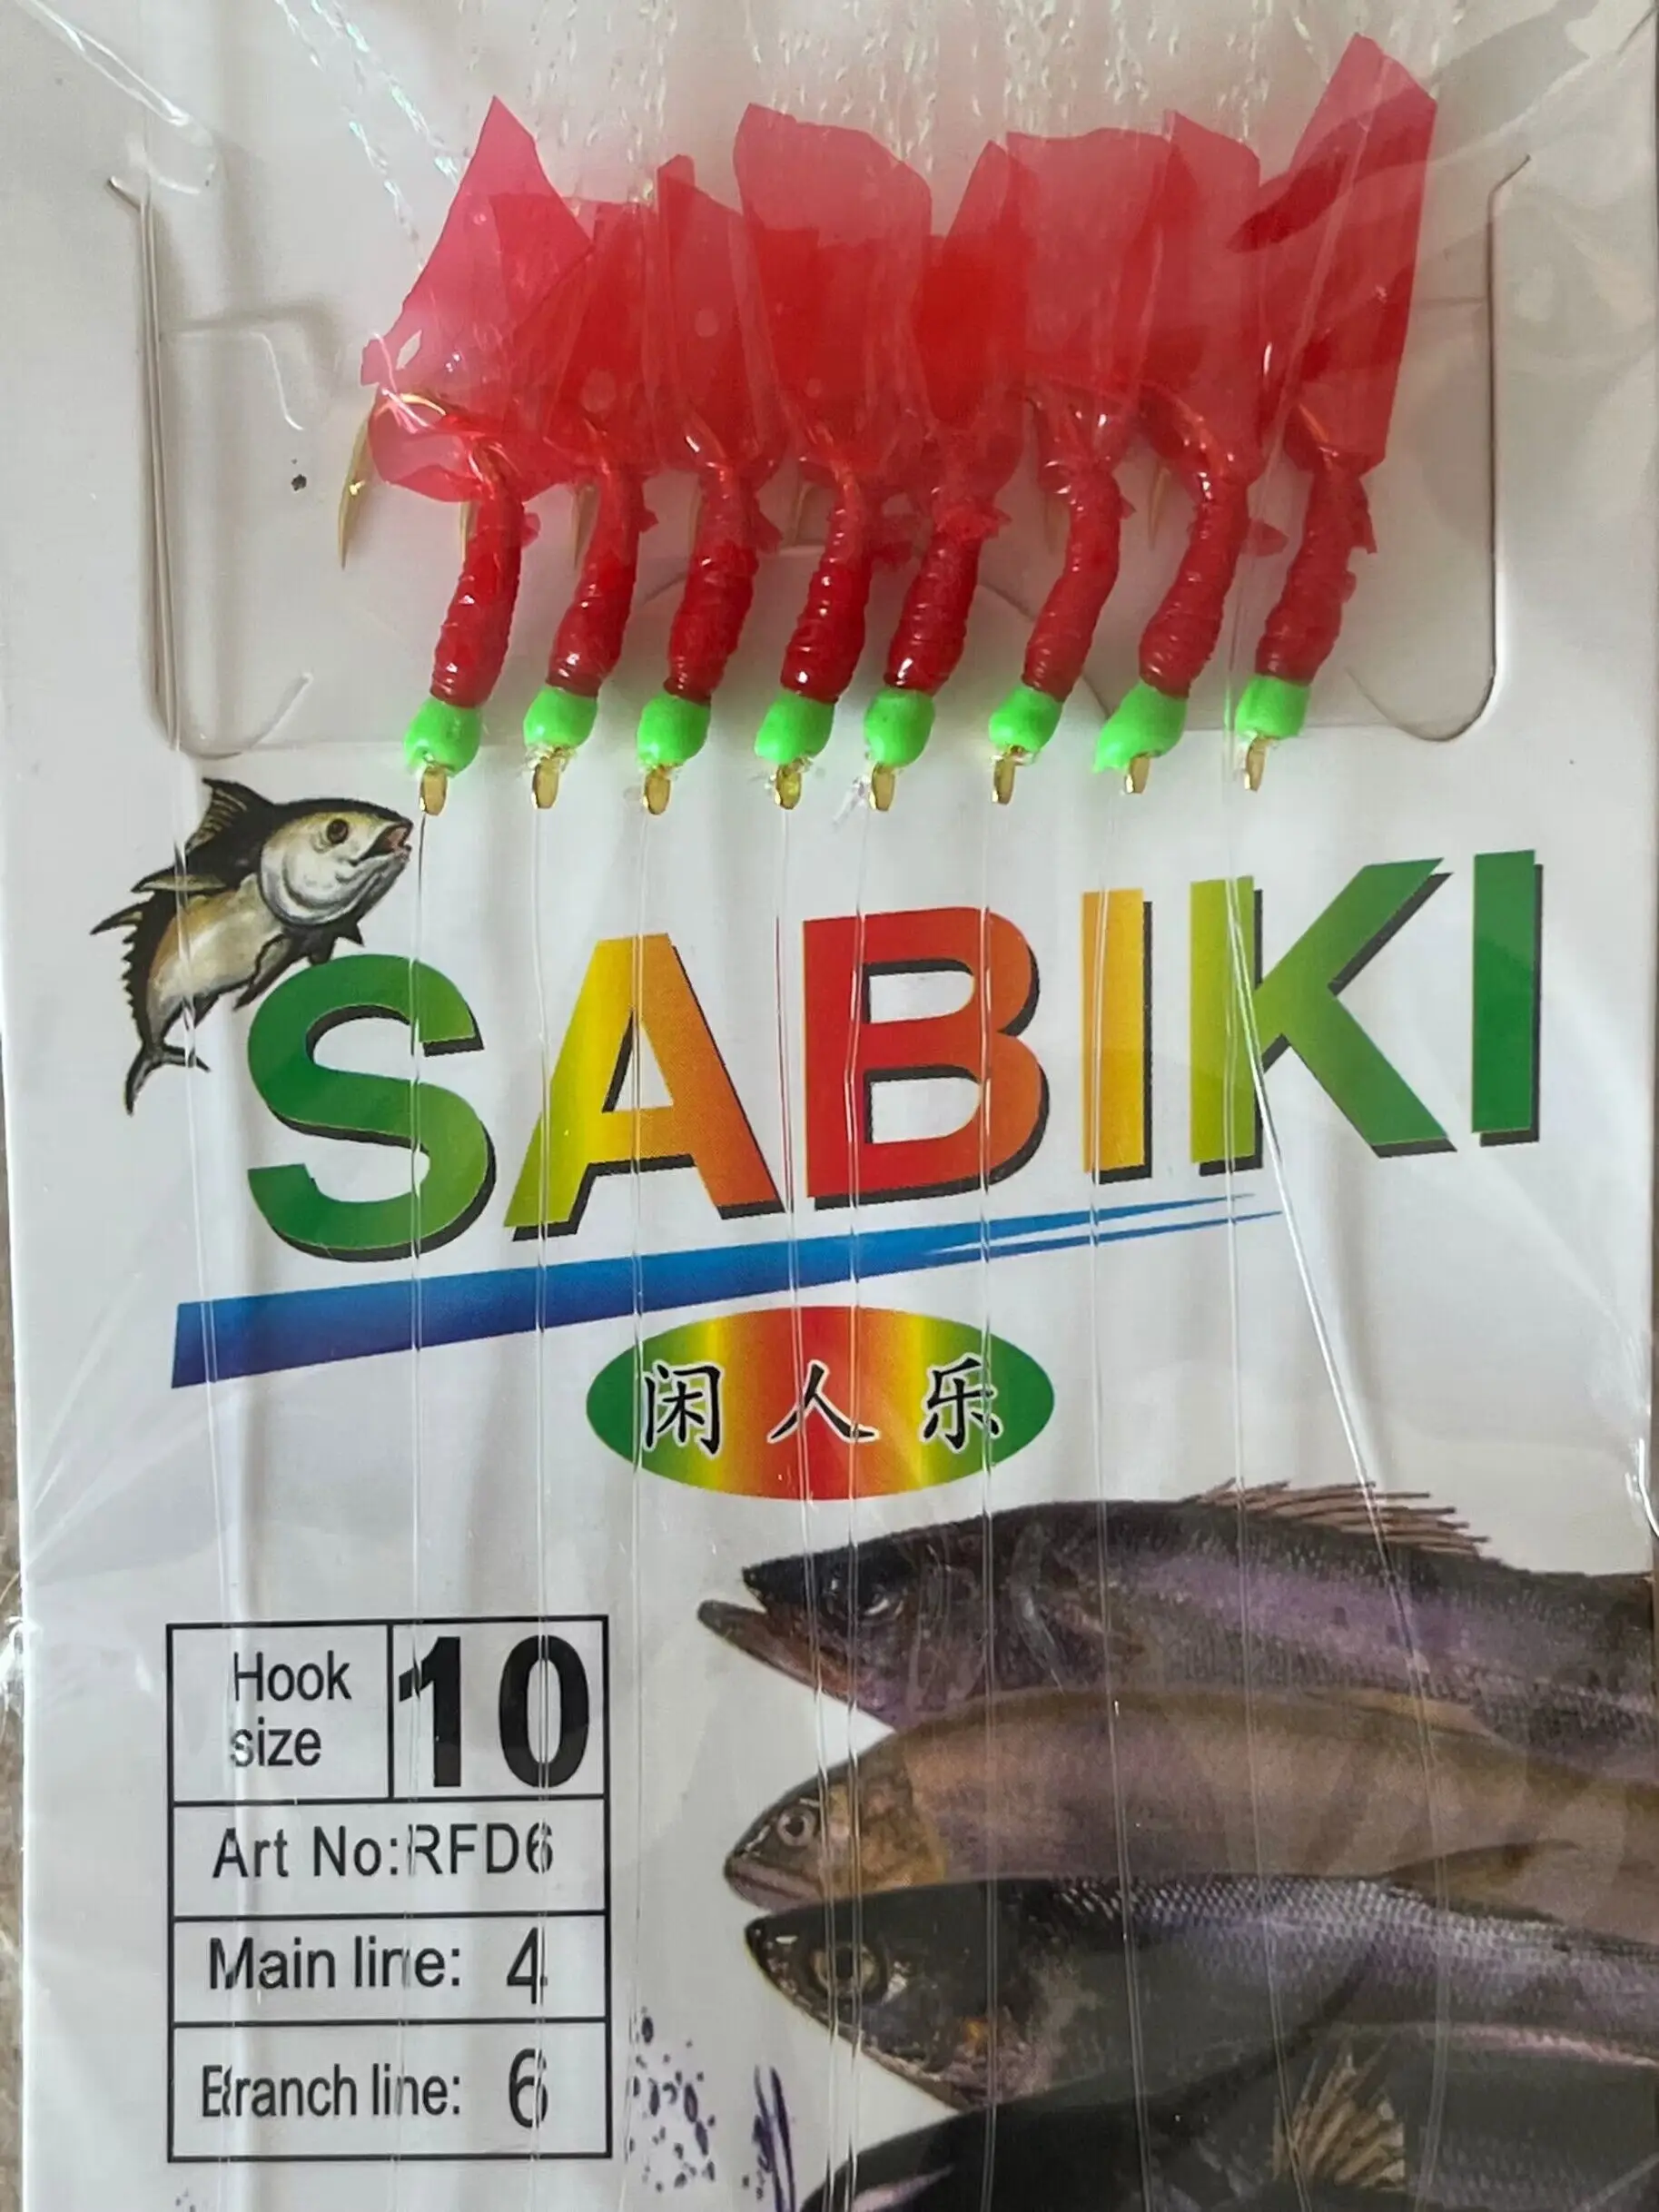 SABIKI
闲人乐
Hook
size
10
Art No:RFD6
Main line: 4
Branch line: 6